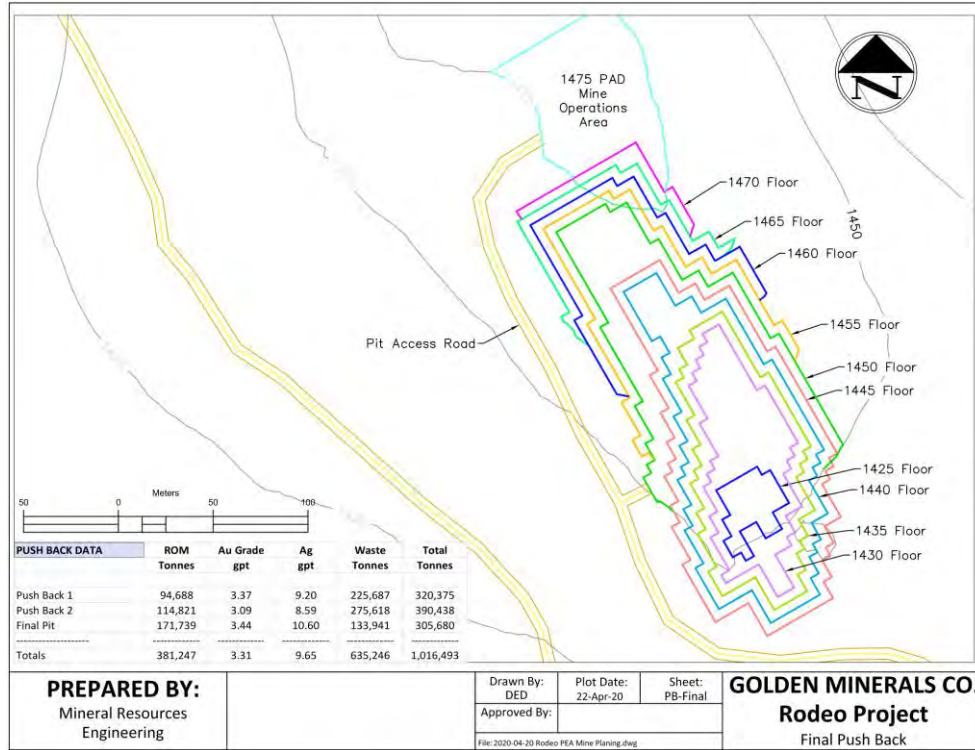 1475 PAD
Mine
Operations
Area
N
1470 Floor
1465 Floor
1450
1460 Floor
1455 Floor
Pit Access Road
1450 Floor
1445 Floor
1425 Floor
1440 Floor
1435 Floor
1430 Floor
Meters
50 0 50 100
PUSH BACK DATA ROM Au Grade Ag Waste Total
Tonnes gpt gpt Tonnes Tonnes
Push Back 1 94,688 3.37 9.20 225,687 320,375
Push Back 2 114,821 3.09 8.59 275,618 390,438
Final Pit 171,739 3.44 10.60 133,941 305,680
Totals 381,247 3.31 9.65 635,246 1,016,493
PREPARED BY:
Mineral Resources
Engineering
Drawn By: Plot Date: Sheet:
DED 22-Apr-20 PB-Final
Approved By:
File: 2020-04-20 Rodeo PEA Mine Planing.dwg
GOLDEN MINERALS CO.
Rodeo Project
Final Push Back